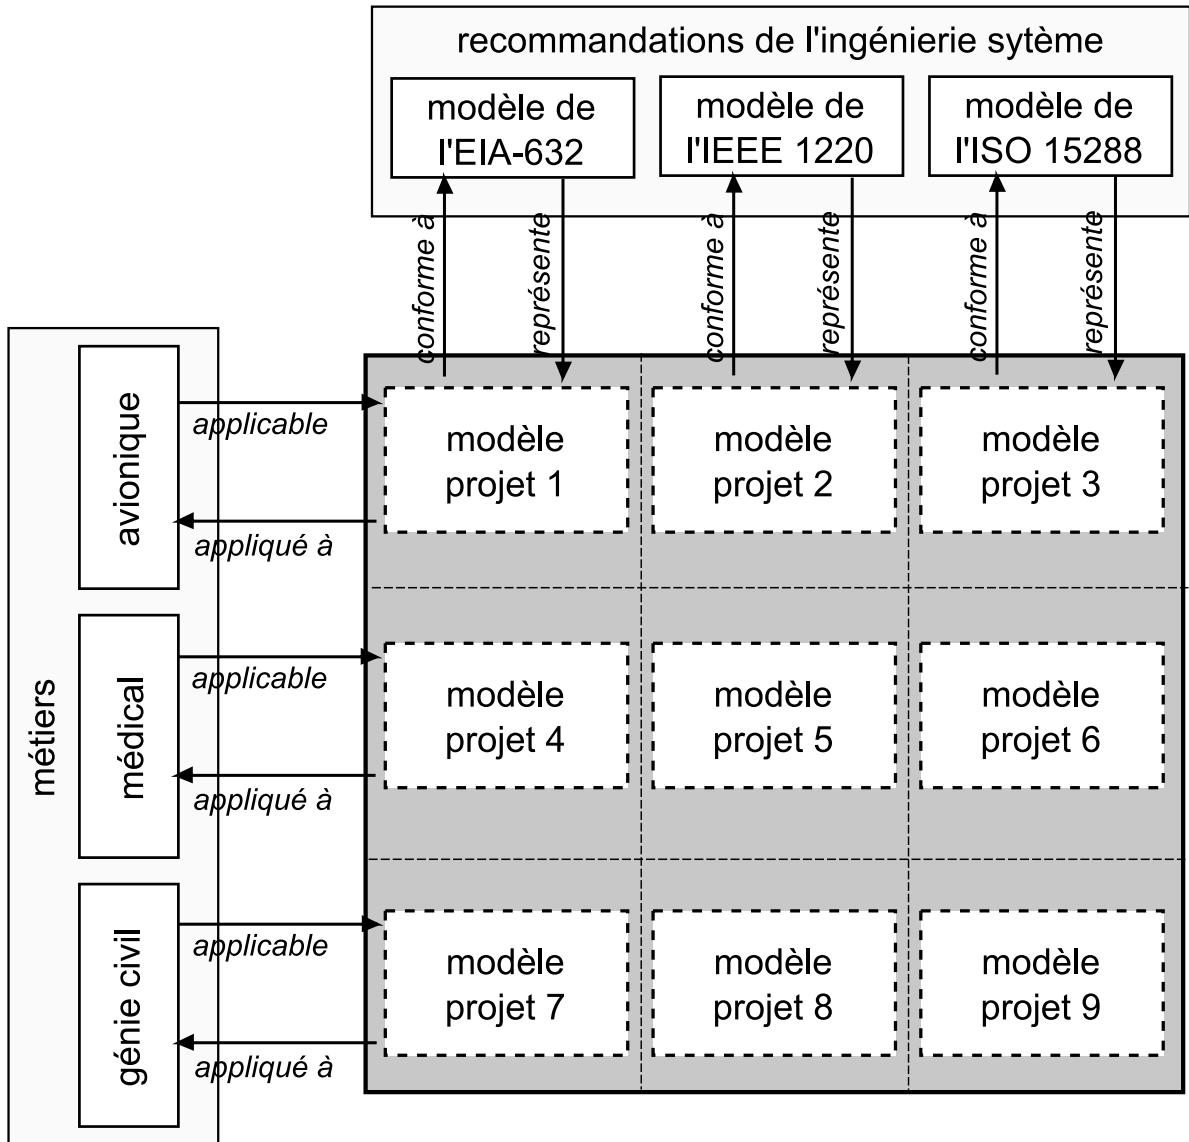 recommandations de l'ingénierie sytème
modèle de
l'EIA-632
modèle de
l'IEEE 1220
modèle de
l'ISO 15288
conforme à
représente
conforme à
représente
conforme à
représente
métiers
avionique
applicable
appliqué à
modèle
projet 1
modèle
projet 2
modèle
projet 3
médical
applicable
appliqué à
modèle
projet 4
modèle
projet 5
modèle
projet 6
génie civil
applicable
appliqué à
modèle
projet 7
modèle
projet 8
modèle
projet 9